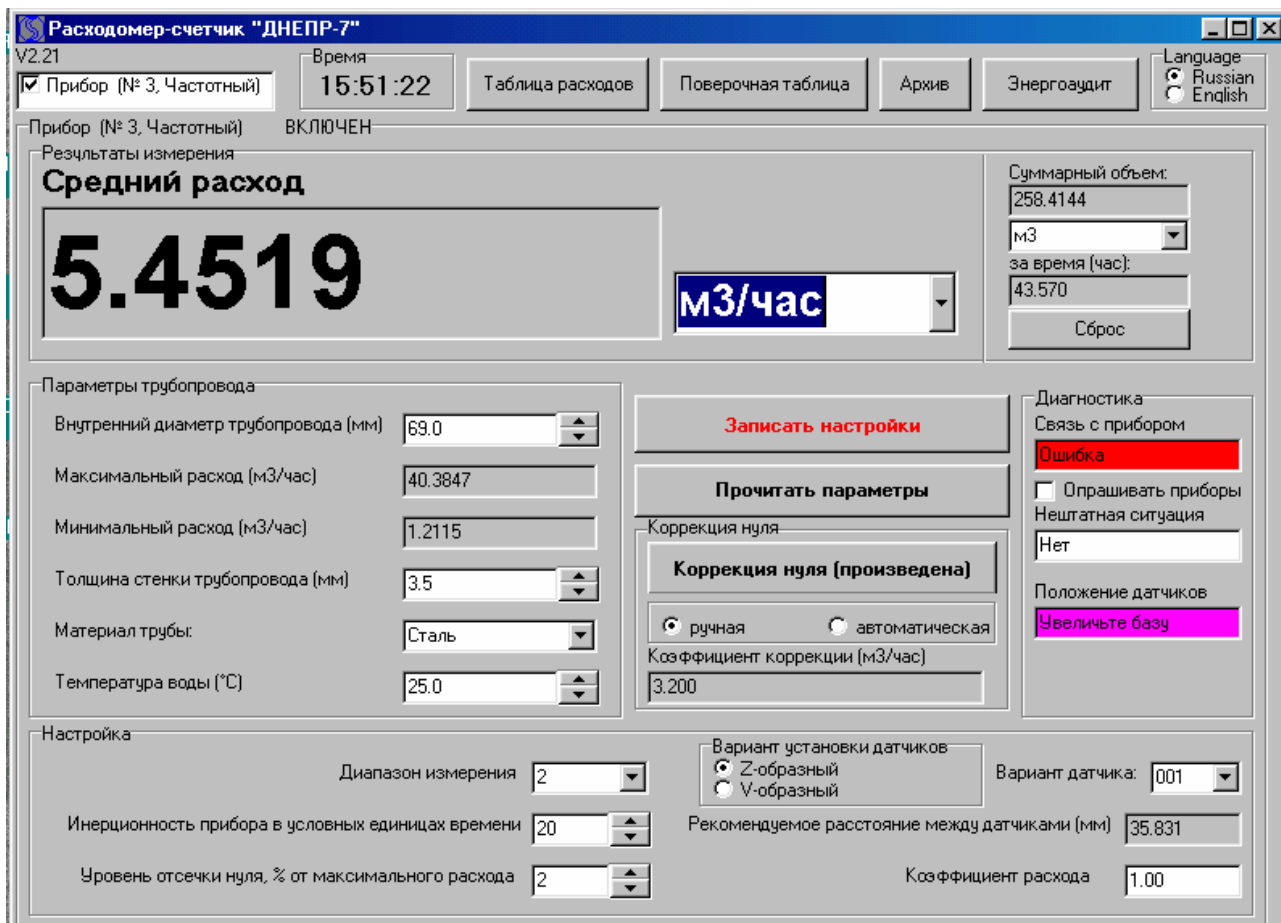 Расходомер-счетчик "ДНЕПР-7"
V2.21
Прибор (№ 3, Частотный)
Время
15:51:22
Таблица расходов
Поверочная таблица
Архив
Энергоаудит
Language
Russian
English
Прибор (№ 3, Частотный) ВКЛЮЧЕН
Результаты измерения
Средний расход
5.4519
м3/час
Суммарный объем:
258.4144
м3
за время (час):
43.570
Сброс
Параметры трубопровода
Внутренний диаметр трубопровода (мм) 69.0
Максимальный расход (м3/час) 40.3847
Минимальный расход (м3/час) 1.2115
Толщина стенки трубопровода (мм) 3.5
Материал трубы: Сталь
Температура воды (°C) 25.0
Записать настройки
Прочитать параметры
Коррекция нуля
Коррекция нуля (произведена)
ручная автоматическая
Коэффициент коррекции (м3/час)
3.200
Диагностика
Связь с прибором
Ошибка
Опрашивать приборы
Нештатная ситуация
Нет
Положение датчиков
Увеличьте базу
Настройка
Диапазон измерения 2
Инерционность прибора в условных единицах времени 20
Уровень отсечки нуля, % от максимального расхода 2
Вариант установки датчиков
Z-образный
V-образный
Вариант датчика: 001
Рекомендуемое расстояние между датчиками (мм) 35.831
Коэффициент расхода 1.00